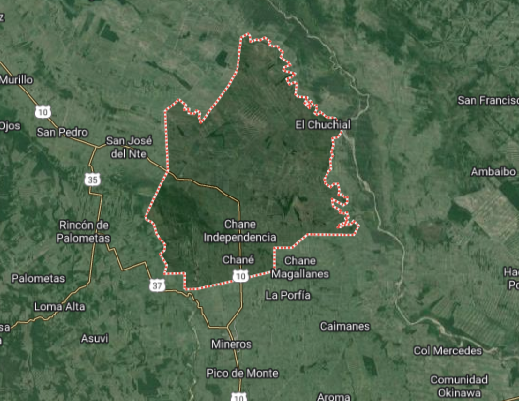 Murillo
10
San Francisc
Ojos
San Pedro
El Chuchial
San José
del Nte
Ambaibo
35
Rincón de
Palometas
Chane
Independencia
Chané
Chane
Magallanes
10
37
Palometas
La Porfía
Loma Alta
Caimanes
Asuvi
Mineros
Col Mercedes
Pico de Monte
Comunidad
Okinawa
10
Aroma